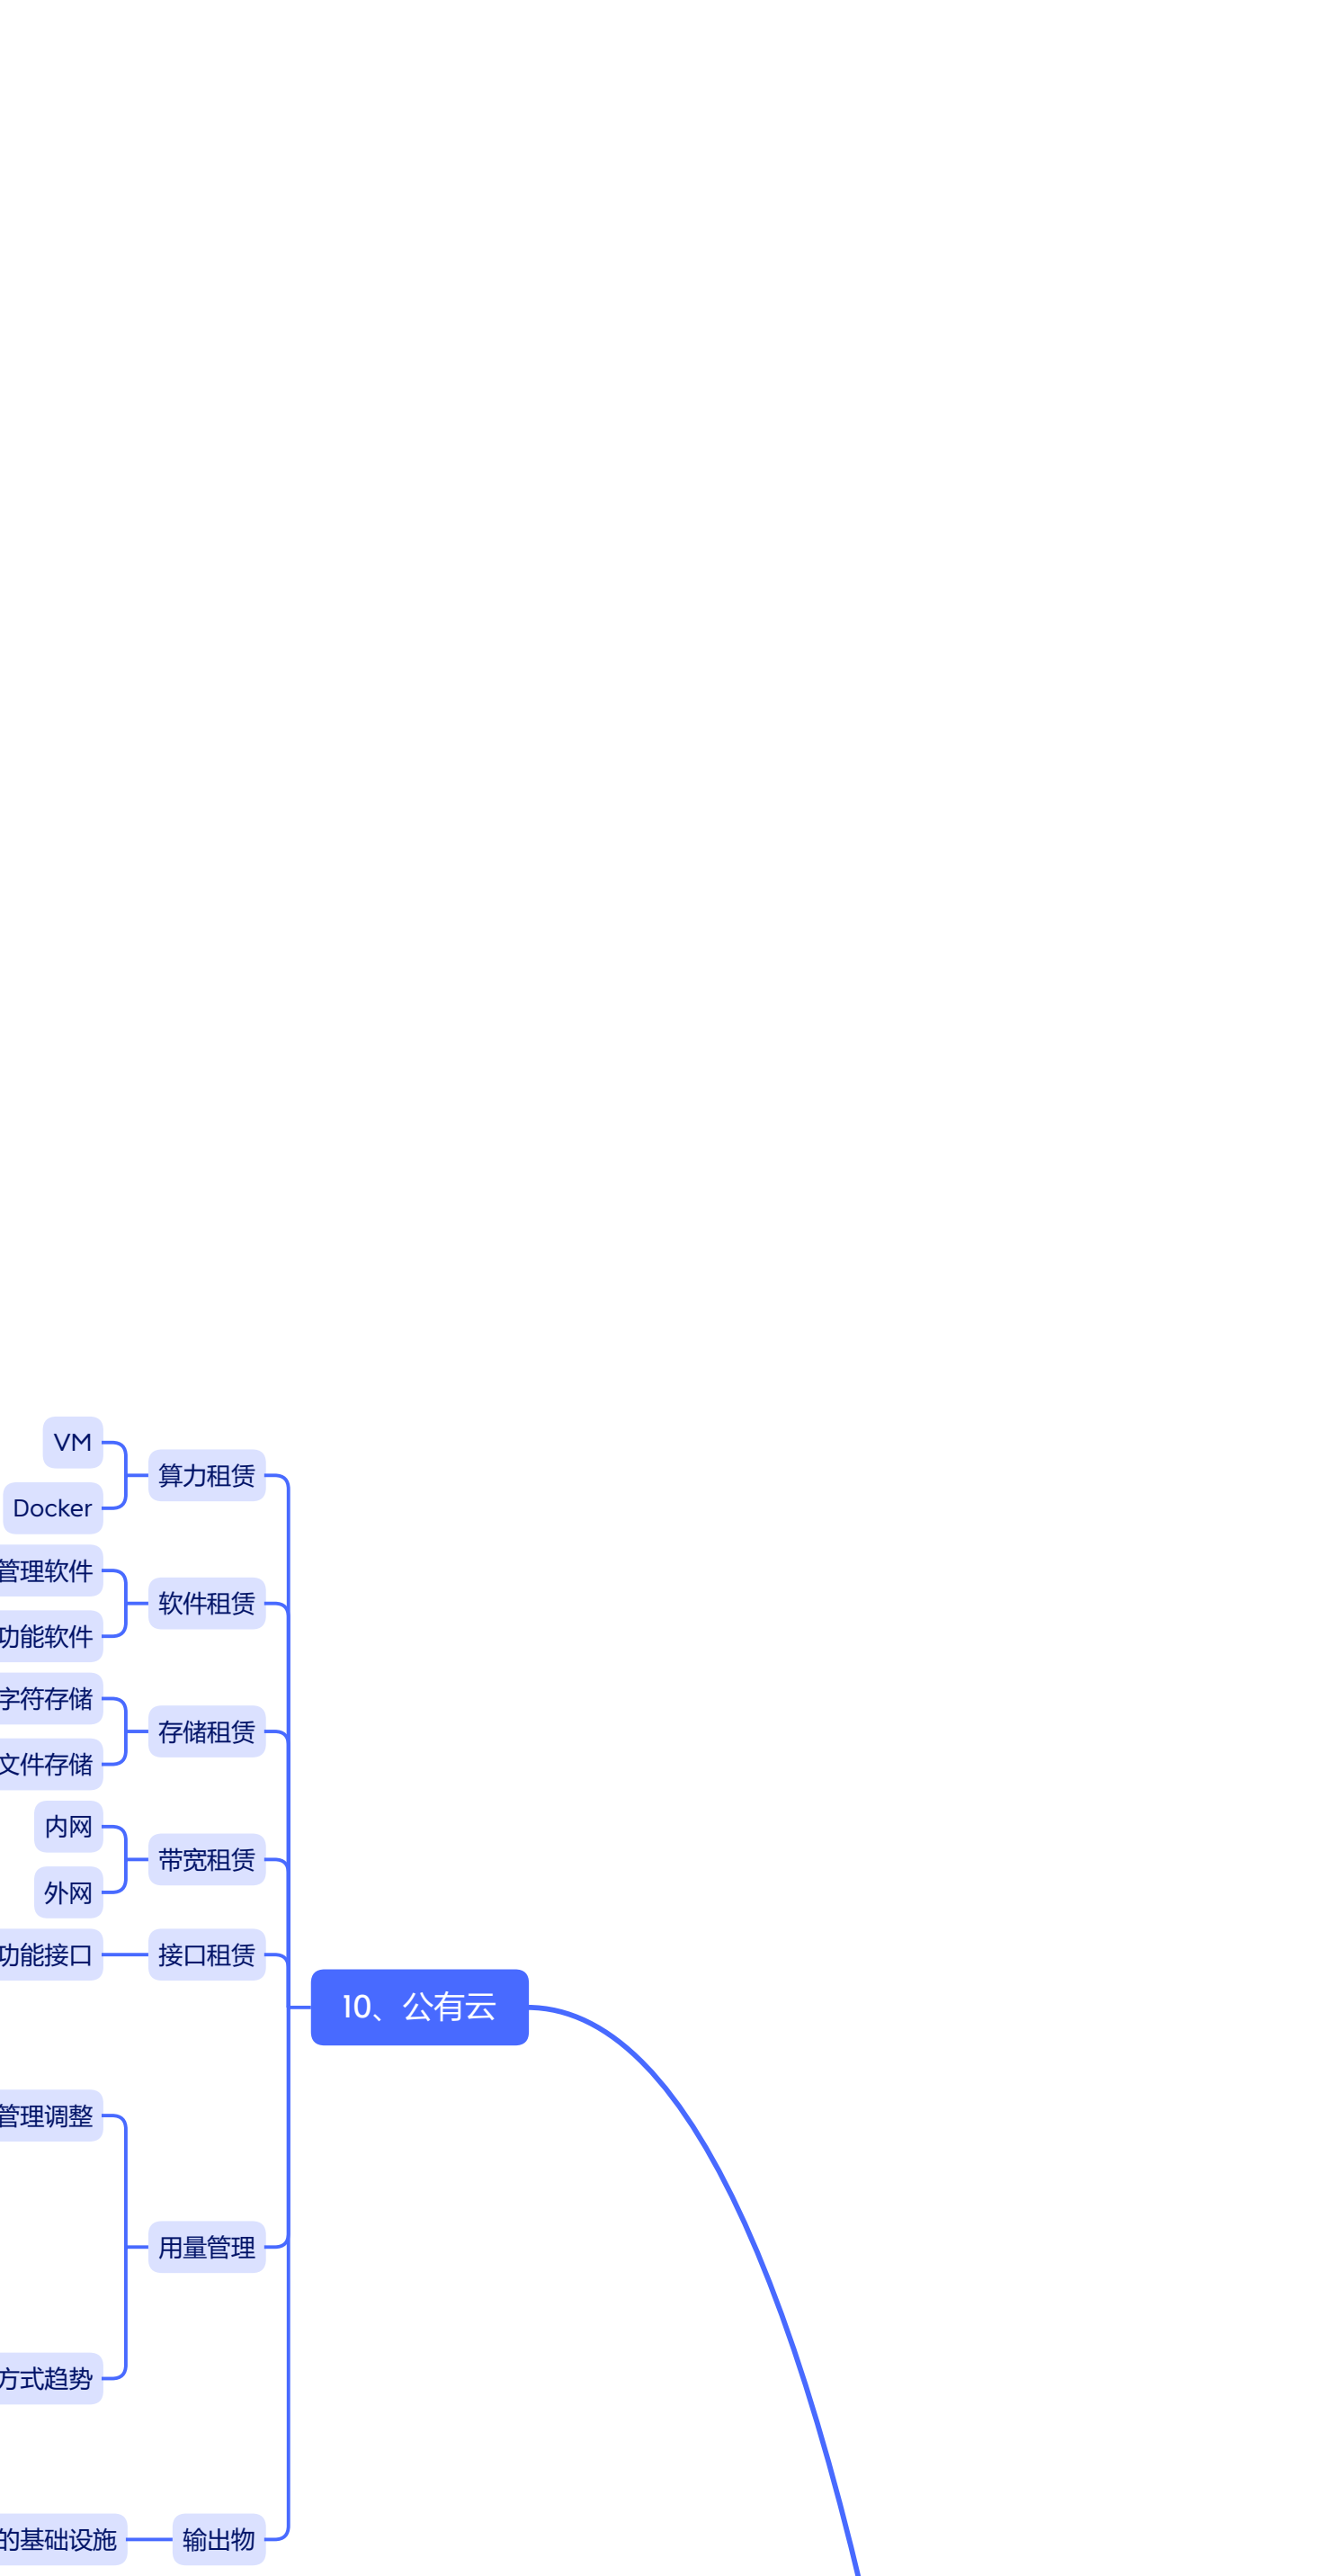 VM
Docker
算力租赁
管理软件
功能软件
软件租赁
字符存储
文件存储
存储租赁
内网
外网
带宽租赁
功能接口
接口租赁
10、公有云
管理调整
方式趋势
用量管理
的基础设施
输出物